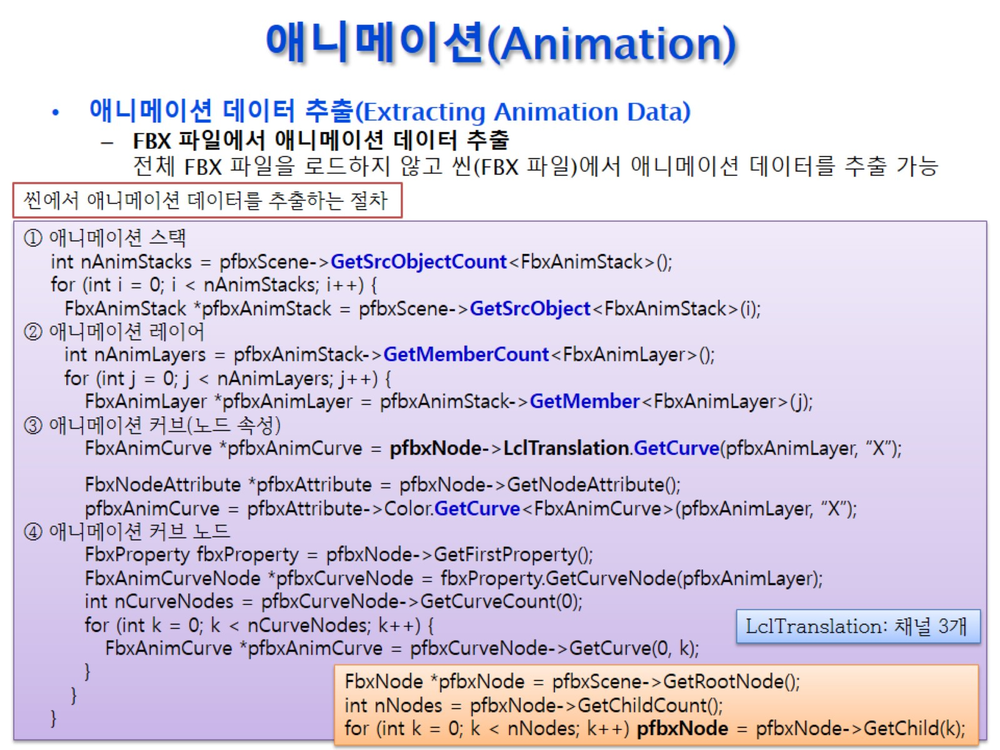 애니메이션(Animation)
• 애니메이션 데이터 추출(Extracting Animation Data)
– FBX 파일에서 애니메이션 데이터 추출
전체 FBX 파일을 로드하지 않고 씬(FBX 파일)에서 애니메이션 데이터를 추출 가능
씬에서 애니메이션 데이터를 추출하는 절차
① 애니메이션 스택
int nAnimStacks = pfbxScene->GetSrcObjectCount<FbxAnimStack>();
for (int i = 0; i < nAnimStacks; i++) {
FbxAnimStack *pfbxAnimStack = pfbxScene->GetSrcObject<FbxAnimStack>(i);
② 애니메이션 레이어
int nAnimLayers = pfbxAnimStack->GetMemberCount<FbxAnimLayer>();
for (int j = 0; j < nAnimLayers; j++) {
FbxAnimLayer *pfbxAnimLayer = pfbxAnimStack->GetMember<FbxAnimLayer>(j);
③ 애니메이션 커브(노드 속성)
FbxAnimCurve *pfbxAnimCurve = pfbxNode->LclTranslation.GetCurve(pfbxAnimLayer, “X”);
FbxNodeAttribute *pfbxAttribute = pfbxNode->GetNodeAttribute();
pfbxAnimCurve = pfbxAttribute->Color.GetCurve<FbxAnimCurve>(pfbxAnimLayer, “X”);
④ 애니메이션 커브 노드
FbxProperty fbxProperty = pfbxNode->GetFirstProperty();
FbxAnimCurveNode *pfbxCurveNode = fbxProperty.GetCurveNode(pfbxAnimLayer);
int nCurveNodes = pfbxCurveNode->GetCurveCount(0);
for (int k = 0; k < nCurveNodes; k++) {
FbxAnimCurve *pfbxAnimCurve = pfbxCurveNode->GetCurve(0, k);
}
}
}
LclTranslation: 채널 3개
FbxNode *pfbxNode = pfbxScene->GetRootNode();
int nNodes = pfbxNode->GetChildCount();
for (int k = 0; k < nNodes; k++) pfbxNode = pfbxNode->GetChild(k);